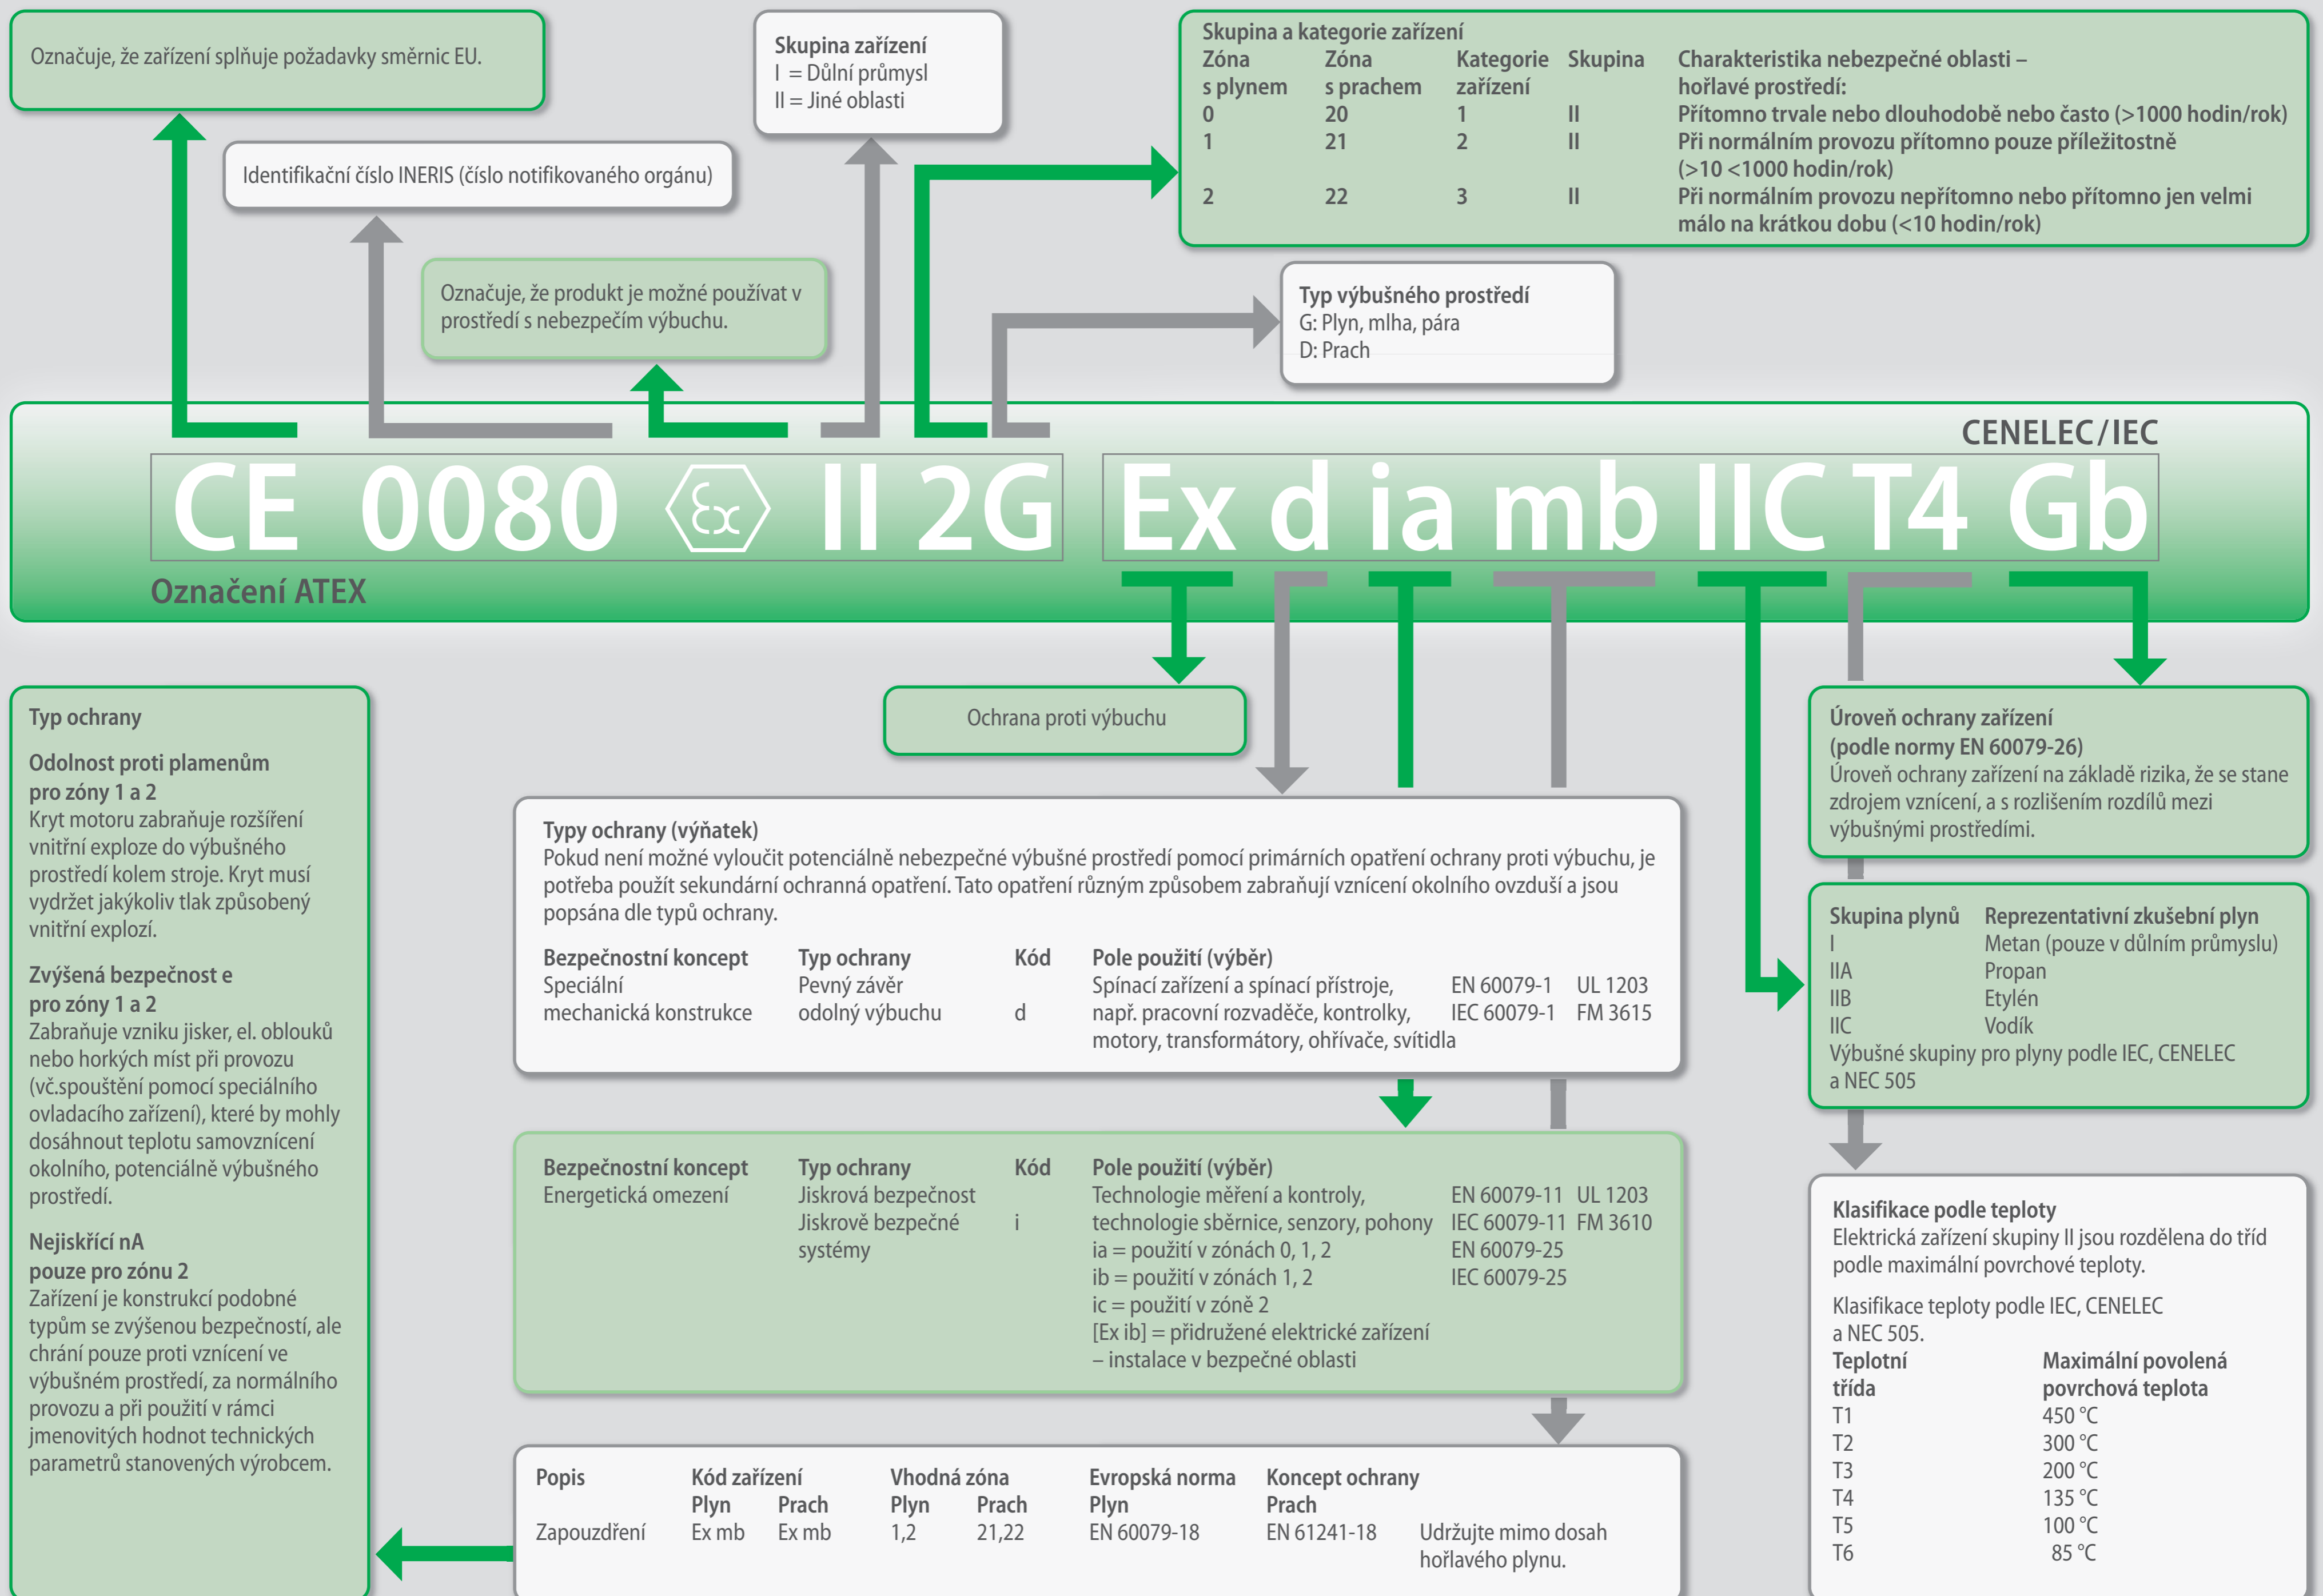 Označuje, že zařízení splňuje požadavky směrnic EU.
Skupina zařízení
I = Důlní průmysl
II = Jiné oblasti
Skupina a kategorie zařízení
Zóna Zóna Kategorie Skupina Charakteristika nebezpečné oblasti –
s plynem s prachem zařízení hořlavé prostředí:
0 20 1 II Přítomno trvale nebo dlouhodobě nebo často (>1000 hodin/rok)
1 21 2 II Při normálním provozu přítomno pouze příležitostně
(>10 <1000 hodin/rok)
2 22 3 II Při normálním provozu nepřítomno nebo přítomno jen velmi
málo na krátkou dobu (<10 hodin/rok)
Identifikační číslo INERIS (číslo notifikovaného orgánu)
Označuje, že produkt je možné používat v
prostředí s nebezpečím výbuchu.
Typ výbušného prostředí
G: Plyn, mlha, pára
D: Prach
CENELEC/IEC
CE 0080 Ex II 2G Ex d ia mb IIC T4 Gb
Označení ATEX
Typ ochrany
Odolnost proti plamenům
pro zóny 1 a 2
Kryt motoru zabraňuje rozšíření
vnitřní exploze do výbušného
prostředí kolem stroje. Kryt musí
vydržet jakýkoliv tlak způsobený
vnitřní explozí.
Zvýšená bezpečnost e
pro zóny 1 a 2
Zabraňuje vzniku jisker, el. oblouků
nebo horkých míst při provozu
(vč.spouštění pomocí speciálního
ovladacího zařízení), které by mohly
dosáhnout teplotu samovznícení
okolního, potenciálně výbušného
prostředí.
Nejiskřící nA
pouze pro zónu 2
Zařízení je konstrukcí podobné
typům se zvýšenou bezpečností, ale
chrání pouze proti vznícení ve
výbušném prostředí, za normálního
provozu a při použití v rámci
jmenovitých hodnot technických
parametrů stanovených výrobcem.
Ochrana proti výbuchu
Typy ochrany (výňatek)
Pokud není možné vyloučit potenciálně nebezpečné výbušné prostředí pomocí primárních opatření ochrany proti výbuchu, je
potřeba použít sekundární ochranná opatření. Tato opatření různým způsobem zabraňují vznícení okolního ovzduší a jsou
popsána dle typů ochrany.
Bezpečnostní koncept Typ ochrany Kód Pole použití (výběr)
Speciální Pevný závěr Spínací zařízení a spínací přístroje, EN 60079-1 UL 1203
mechanická konstrukce odolný výbuchu d např. pracovní rozvaděče, kontrolky, IEC 60079-1 FM 3615
motory, transformátory, ohřívače, svítidla
Bezpečnostní koncept Typ ochrany Kód Pole použití (výběr)
Energetická omezení Jiskrová bezpečnost Technologie měření a kontroly, EN 60079-11 UL 1203
Jiskrově bezpečné i technologie sběrnice, senzory, pohony IEC 60079-11 FM 3610
systémy ia = použití v zónách 0, 1, 2 EN 60079-25
ib = použití v zónách 1, 2 IEC 60079-25
ic = použití v zóně 2
[Ex ib] = přidružené elektrické zařízení
– instalace v bezpečné oblasti
Popis Kód zařízení Vhodná zóna Evropská norma Koncept ochrany
Plyn Prach Plyn Prach Plyn Prach
Zapouzdření Ex mb Ex mb 1,2 21,22 EN 60079-18 EN 61241-18 Udržujte mimo dosah
hořlavého plynu.
Úroveň ochrany zařízení
(podle normy EN 60079-26)
Úroveň ochrany zařízení na základě rizika, že se stane
zdrojem vznícení, a s rozlišením rozdílů mezi
výbušnými prostředími.
Skupina plynů Reprezentativní zkušební plyn
I Metan (pouze v důlním průmyslu)
IIA Propan
IIB Etylén
IIC Vodík
Výbušné skupiny pro plyny podle IEC, CENELEC
a NEC 505
Klasifikace podle teploty
Elektrická zařízení skupiny II jsou rozdělena do tříd
podle maximální povrchové teploty.
Klasifikace teploty podle IEC, CENELEC
a NEC 505.
Teplotní Maximální povolená
třída povrchová teplota
T1 450 °C
T2 300 °C
T3 200 °C
T4 135 °C
T5 100 °C
T6 85 °C